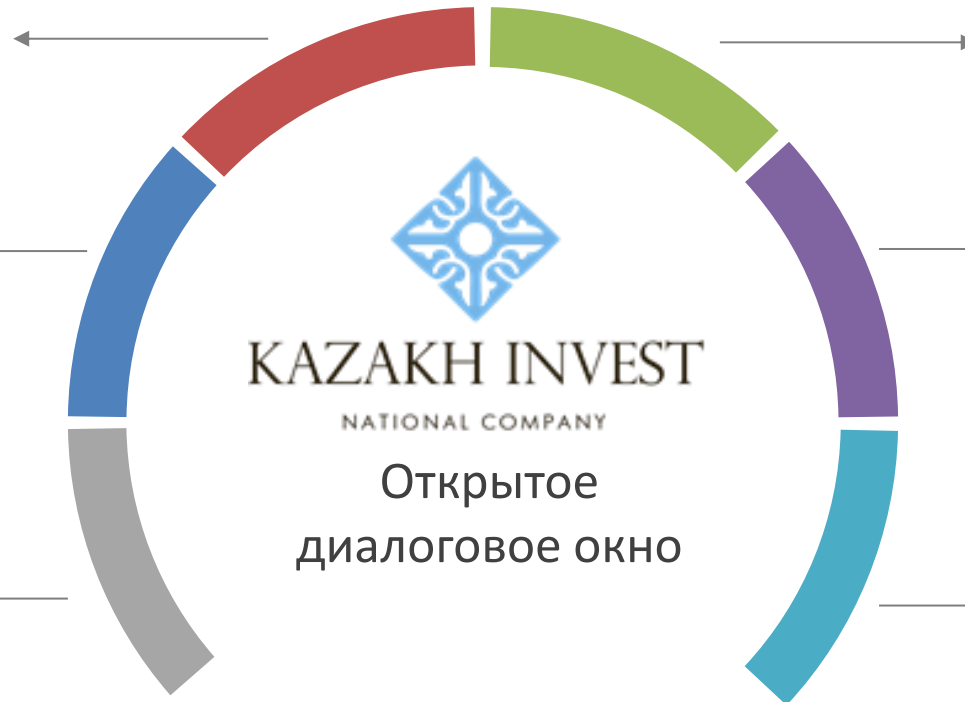 KAZAKH INVEST
NATIONAL COMPANY
Открытое
диалоговое окно